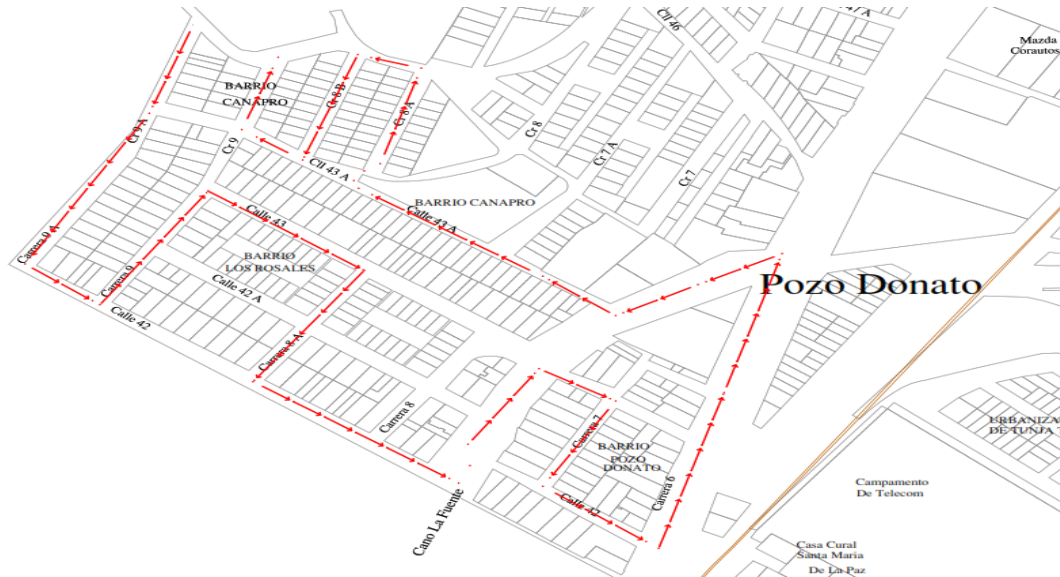 41 A
Cll 46
Mazda
Corautos
BARRIO
CANAPRO
Cr 8 B
Cr 8 A
Cr 9 A
Cr 9
Cr 8
Cr 7 A
Cr 7
Cll 43 A
BARRIO CANAPRO
Calle 43 A
Calle 43
Carrera 9 A
BARRIO
LOS ROSALES
Carrera 9
Calle 42 A
Pozo Donato
Calle 42
Carrera 8 A
Carrera 8
Carrera 7
BARRIO
POZO
DONATO
URBANIZA
DE TUNJA
Campamento
De Telecom
Carrera 6
Calle 42
Cano La Fuente
Casa Cural
Santa Maria
De La Paz